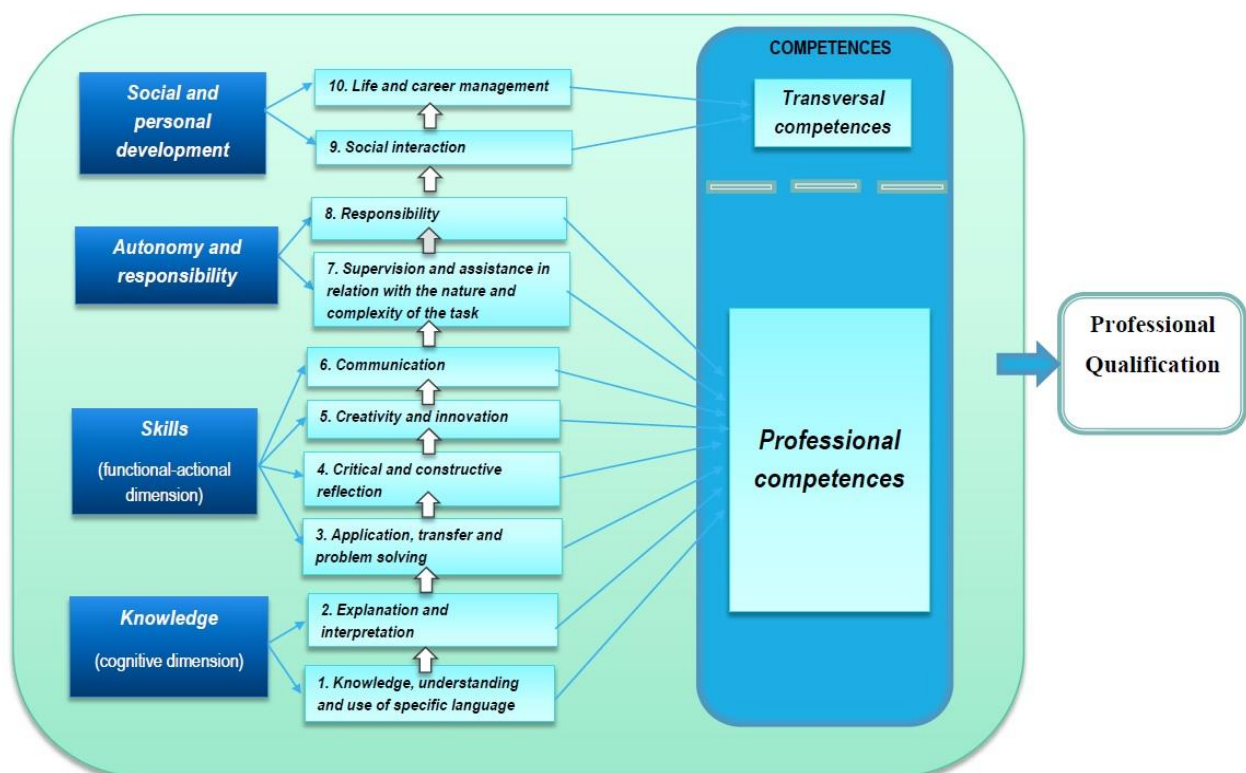 COMPETENCES
Social and
personal
development
10. Life and career management
9. Social interaction
Transversal
competences
Autonomy and
responsibility
8. Responsibility
7. Supervision and assistance in
relation with the nature and
complexity of the task
Skills
(functional-actional
dimension)
6. Communication
5. Creativity and innovation
4. Critical and constructive
reflection
3. Application, transfer and
problem solving
Knowledge
(cognitive dimension)
2. Explanation and
interpretation
1. Knowledge, understanding
and use of specific language
Professional
competences
Professional
Qualification